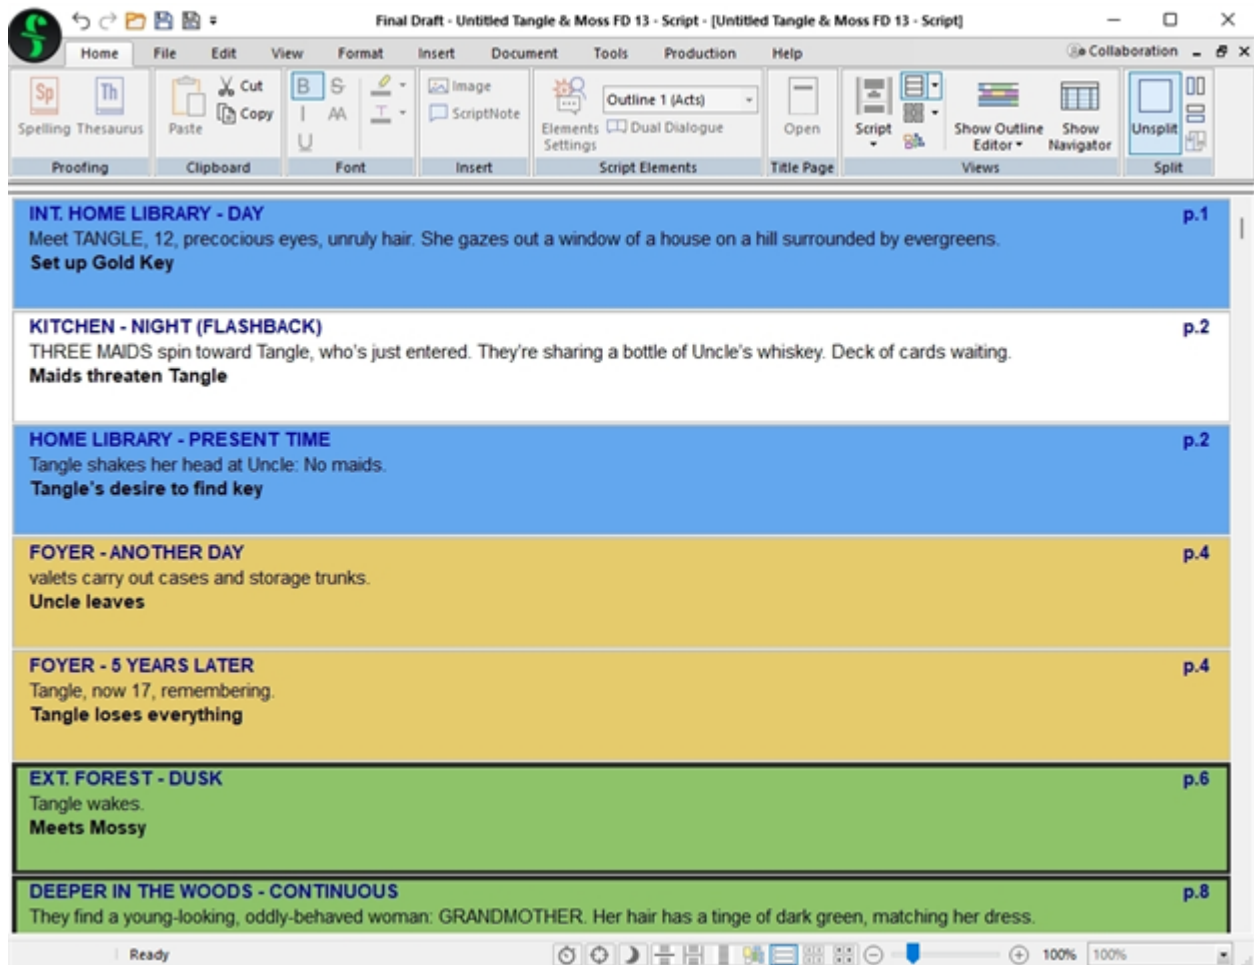 Final Draft - Untitled Tangle & Moss FD 13 - Script - [Untitled Tangle & Moss FD 13 - Script]
Home File Edit View Format Insert Document Tools Production Help Collaboration
Sp Th Cut B S Image Outline 1 (Acts)
Copy I AA T ScriptNote Dual Dialogue
Spelling Thesaurus Paste U Elements Settings Open Script Show Outline Editor Show Navigator Unsplit
Proofing Clipboard Font Insert Script Elements Title Page Views Split
INT. HOME LIBRARY - DAY p.1
Meet TANGLE, 12, precocious eyes, unruly hair. She gazes out a window of a house on a hill surrounded by evergreens.
Set up Gold Key
KITCHEN - NIGHT (FLASHBACK) p.2
THREE MAIDS spin toward Tangle, who's just entered. They're sharing a bottle of Uncle's whiskey. Deck of cards waiting.
Maids threaten Tangle
HOME LIBRARY - PRESENT TIME p.2
Tangle shakes her head at Uncle: No maids.
Tangle's desire to find key
FOYER - ANOTHER DAY p.4
valets carry out cases and storage trunks.
Uncle leaves
FOYER - 5 YEARS LATER p.4
Tangle, now 17, remembering.
Tangle loses everything
EXT. FOREST - DUSK p.6
Tangle wakes.
Meets Mossy
DEEPER IN THE WOODS - CONTINUOUS p.8
They find a young-looking, oddly-behaved woman: GRANDMOTHER. Her hair has a tinge of dark green, matching her dress.
Ready 100% 100%